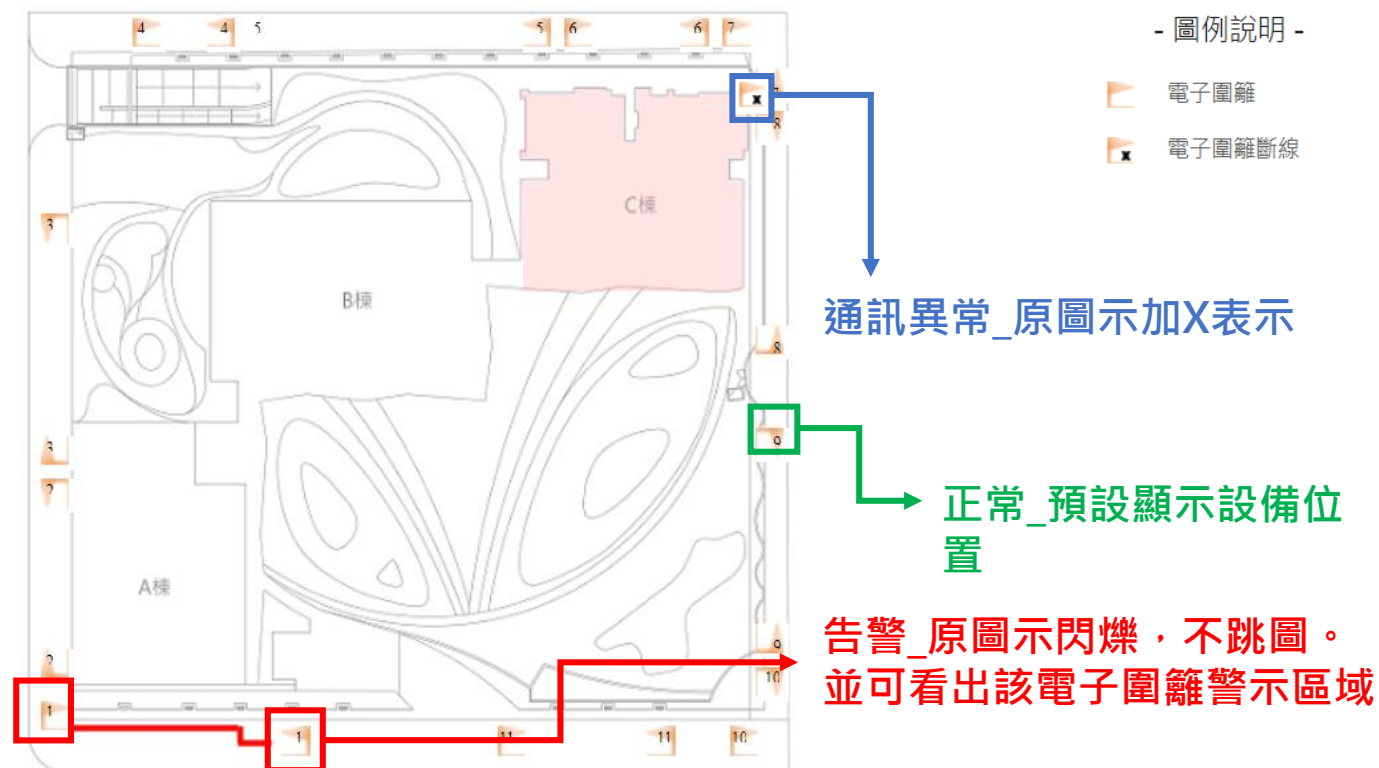 - 圖例說明 -
電子圍籬
x 電子圍籬斷線
4 4 5 5 6 6 7
x 7
8
C棟
3
B棟
通訊異常_原圖示加X表示
8
9
3
2
正常_預設顯示設備位
置
A棟
告警_原圖示閃爍，不跳圖。
並可看出該電子圍籬警示區域
9
2
10
1
1 11 11 10